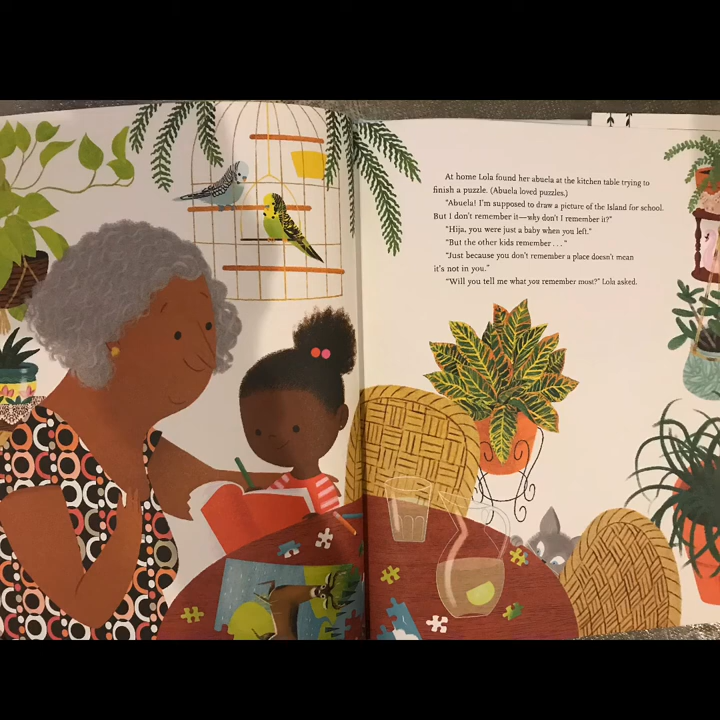 At home Lola found her abuela at the kitchen table trying to
finish a puzzle. (Abuela loved puzzles.)
"Abuela! I'm supposed to draw a picture of the Island for school.
But I don't remember it—why don't I remember it?"
"Hija, you were just a baby when you left."
"But the other kids remember . . . "
"Just because you don't remember a place doesn't mean
it's not in you."
"Will you tell me what you remember most?" Lola asked.